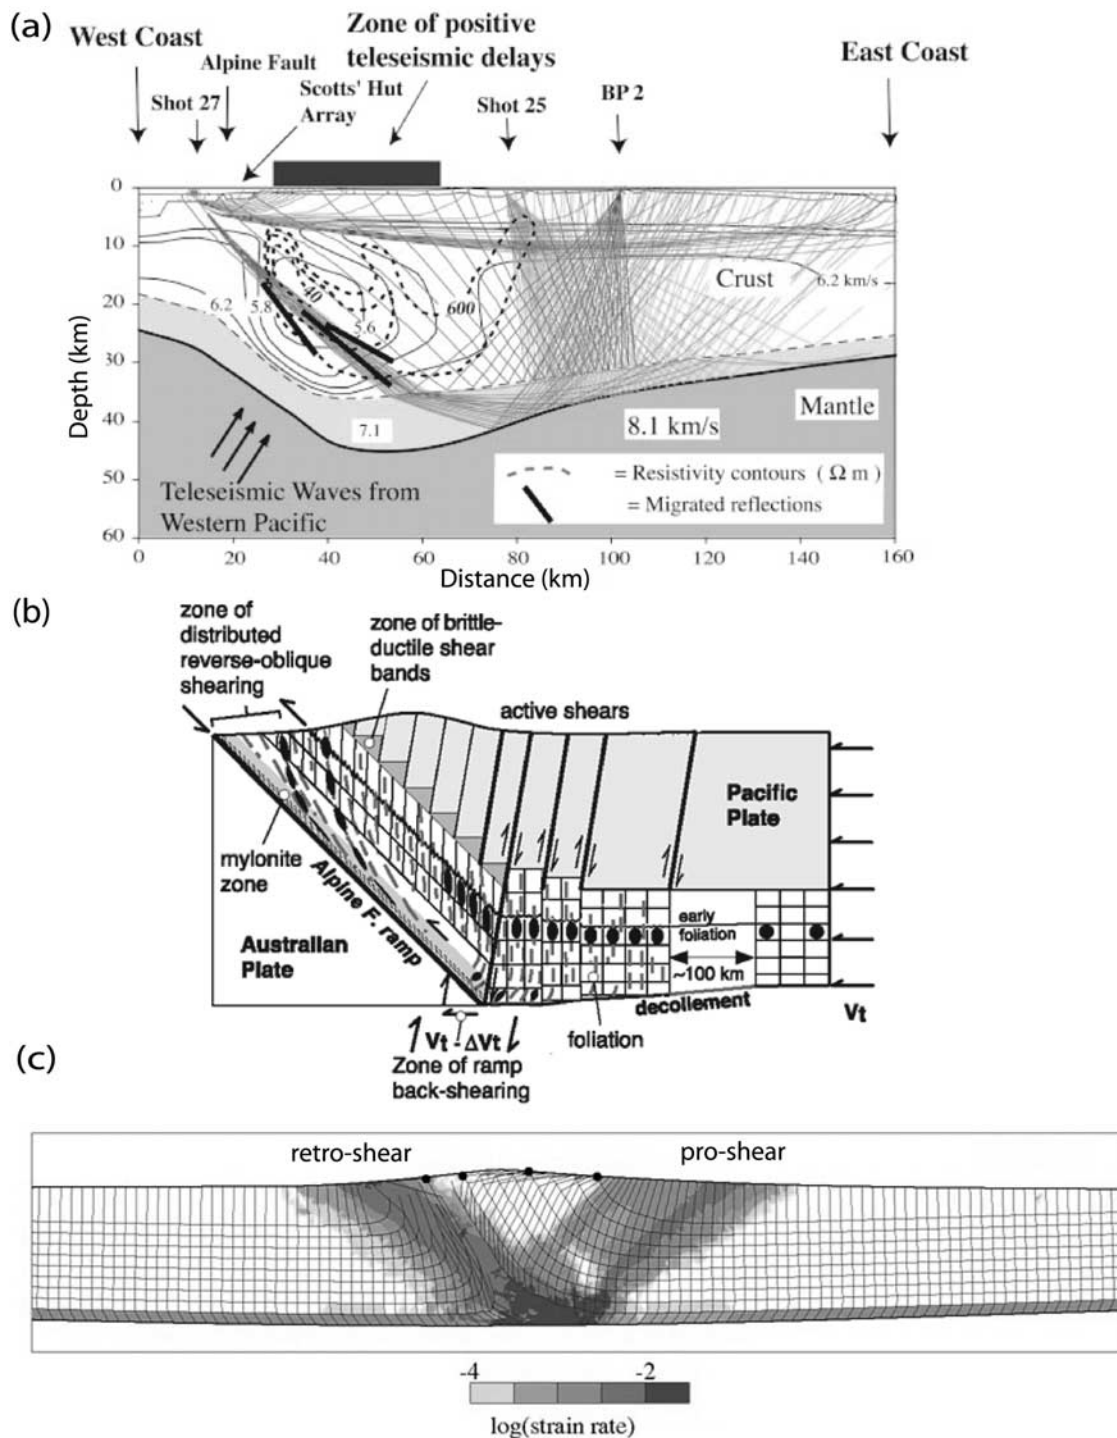 (a)
West Coast
Alpine Fault
Shot 27
Scotts' Hut
Array
Zone of positive
teleseismic delays
Shot 25
BP 2
East Coast
0
10
20
30
40
50
60
Depth (km)
6.2
5.8
40
5.6
600
Crust
6.2 km/s
7.1
8.1 km/s
Mantle
Teleseismic Waves from
Western Pacific
= Resistivity contours ( Ω m )
= Migrated reflections
0 20 40 60 80 100 120 140 160
Distance (km)
(b)
zone of
distributed
reverse-oblique
shearing
zone of brittle-
ductile shear
bands
active shears
Pacific
Plate
mylonite
zone
Alpine F. ramp
Australian
Plate
early
foliation
~100 km
decollement
Vt
Vt - ΔVt
foliation
Zone of ramp
back-shearing
(c)
retro-shear
pro-shear
-4 -2
log(strain rate)